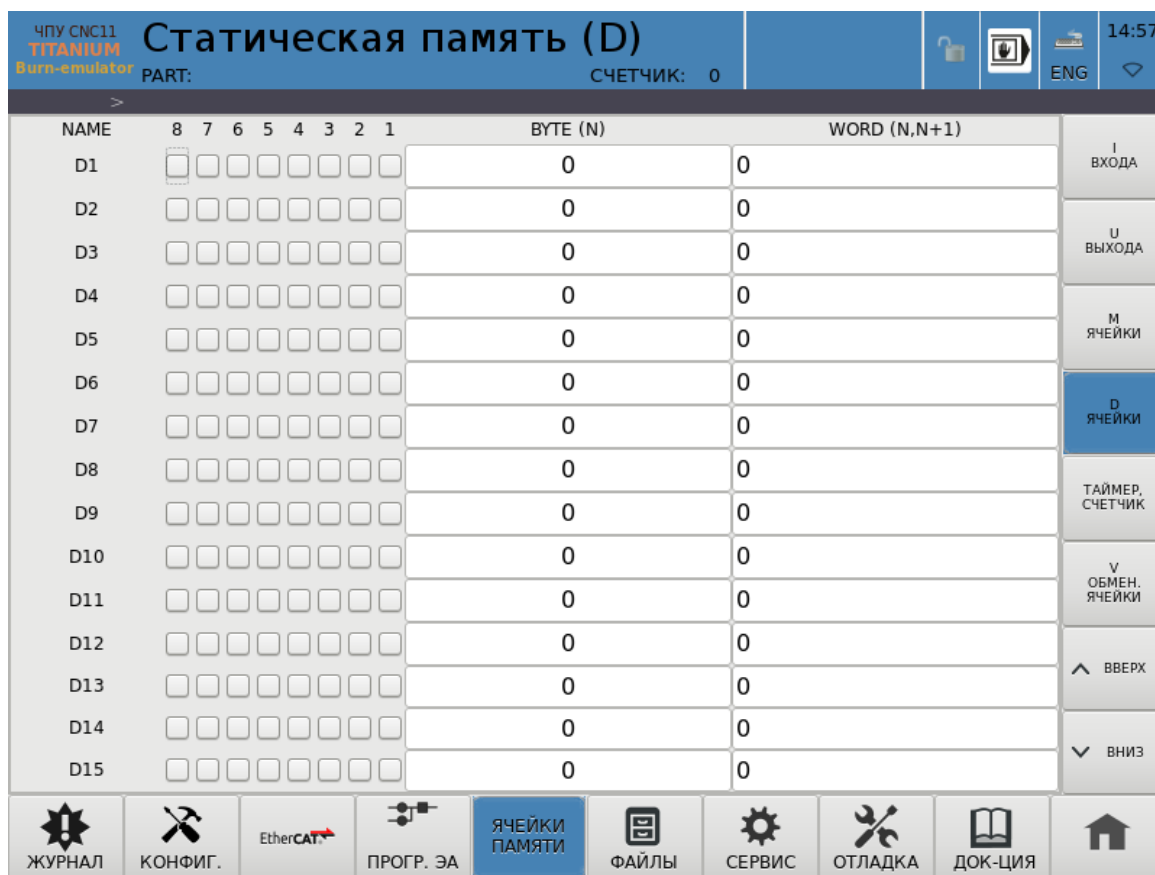 ЧПУ CNC11
TITANIUM
Burn-emulator
Статическая память (D)
PART:
СЧЕТЧИК: 0
ENG
14:57
>
NAME 8 7 6 5 4 3 2 1 BYTE (N) WORD (N,N+1)
D1 0 0
D2 0 0
D3 0 0
D4 0 0
D5 0 0
D6 0 0
D7 0 0
D8 0 0
D9 0 0
D10 0 0
D11 0 0
D12 0 0
D13 0 0
D14 0 0
D15 0 0
I
ВХОДА
U
ВЫХОДА
M
ЯЧЕЙКИ
D
ЯЧЕЙКИ
ТАЙМЕР,
СЧЕТЧИК
V
ОБМЕН.
ЯЧЕЙКИ
ВВЕРХ
ВНИЗ
ЖУРНАЛ
КОНФИГ.
EtherCAT
ПРОГР. ЭА
ЯЧЕЙКИ
ПАМЯТИ
ФАЙЛЫ
СЕРВИС
ОТЛАДКА
ДОК-ЦИЯ